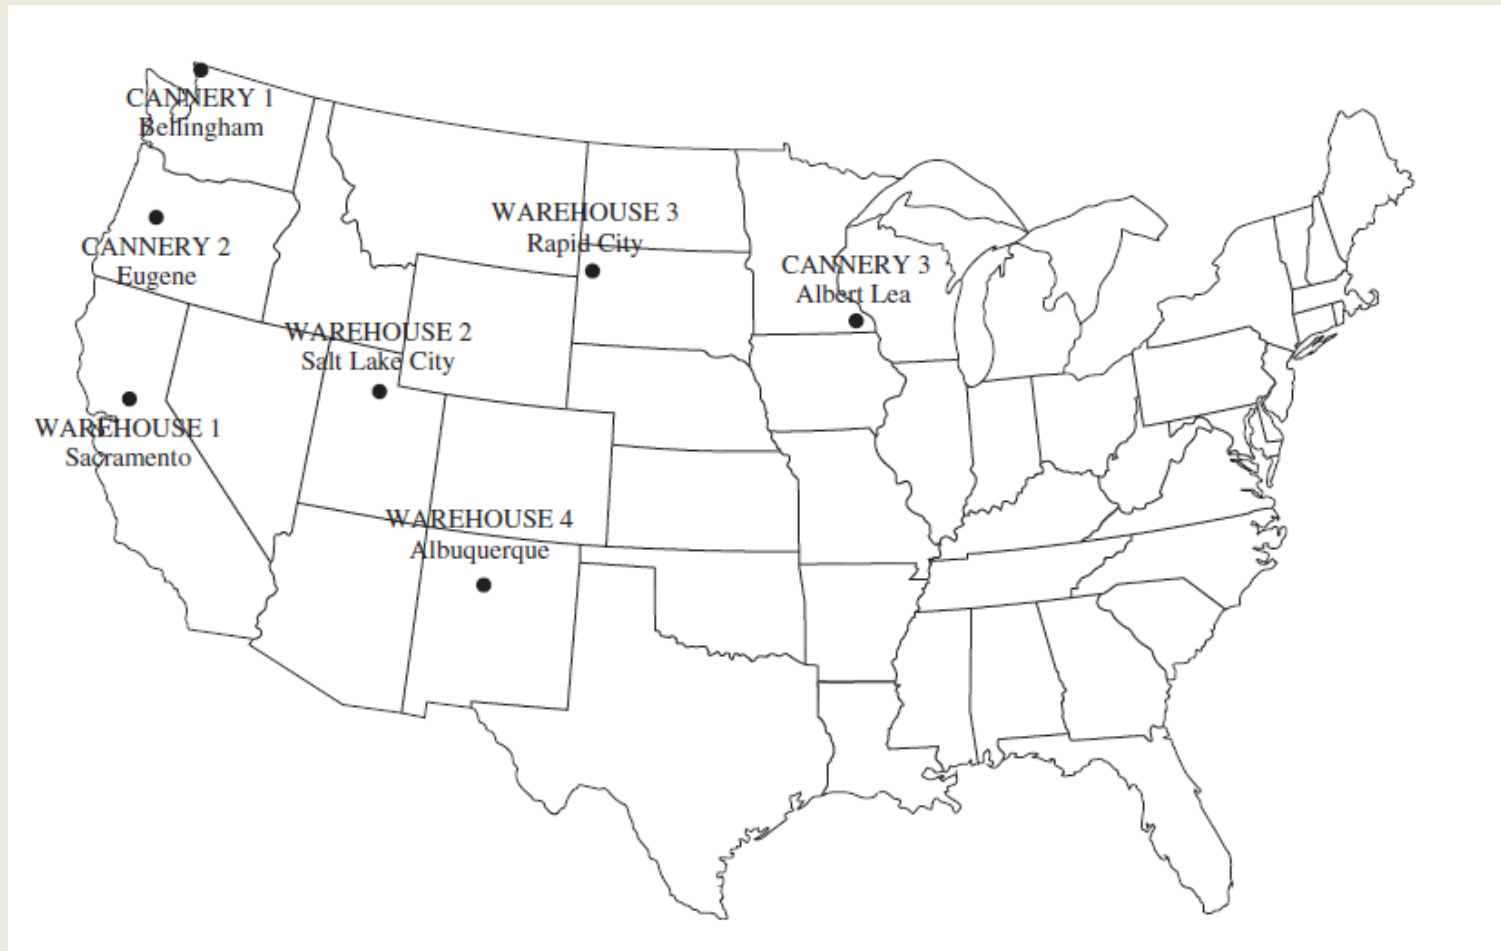 CANNERY 1
Bellingham
WAREHOUSE 3
Rapid City
CANNERY 2
Eugene
CANNERY 3
Albert Lea
WAREHOUSE 2
Salt Lake City
WAREHOUSE 1
Sacramento
WAREHOUSE 4
Albuquerque